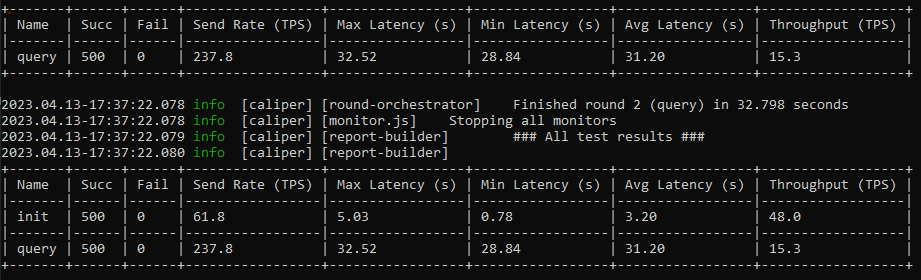 +-------+------+------+-----------------+-----------------+-----------------+-----------------+------------------+
| Name  | Succ | Fail | Send Rate (TPS) | Max Latency (s) | Min Latency (s) | Avg Latency (s) | Throughput (TPS) |
|-------|------|------|-----------------|-----------------|-----------------|-----------------|------------------|
| query | 500  | 0    | 237.8           | 32.52           | 28.84           | 31.20           | 15.3             |
+-------+------+------+-----------------+-----------------+-----------------+-----------------+------------------+
2023.04.13-17:37:22.078 info  [caliper] [round-orchestrator]    Finished round 2 (query) in 32.798 seconds
2023.04.13-17:37:22.078 info  [caliper] [monitor.js]    Stopping all monitors
2023.04.13-17:37:22.079 info  [caliper] [report-builder]        ### All test results ###
2023.04.13-17:37:22.080 info  [caliper] [report-builder]
+-------+------+------+-----------------+-----------------+-----------------+-----------------+------------------+
| Name  | Succ | Fail | Send Rate (TPS) | Max Latency (s) | Min Latency (s) | Avg Latency (s) | Throughput (TPS) |
|-------|------|------|-----------------|-----------------|-----------------|-----------------|------------------|
| init  | 500  | 0    | 61.8            | 5.03            | 0.78            | 3.20            | 48.0             |
|-------|------|------|-----------------|-----------------|-----------------|-----------------|------------------|
| query | 500  | 0    | 237.8           | 32.52           | 28.84           | 31.20           | 15.3             |
+-------+------+------+-----------------+-----------------+-----------------+-----------------+------------------+